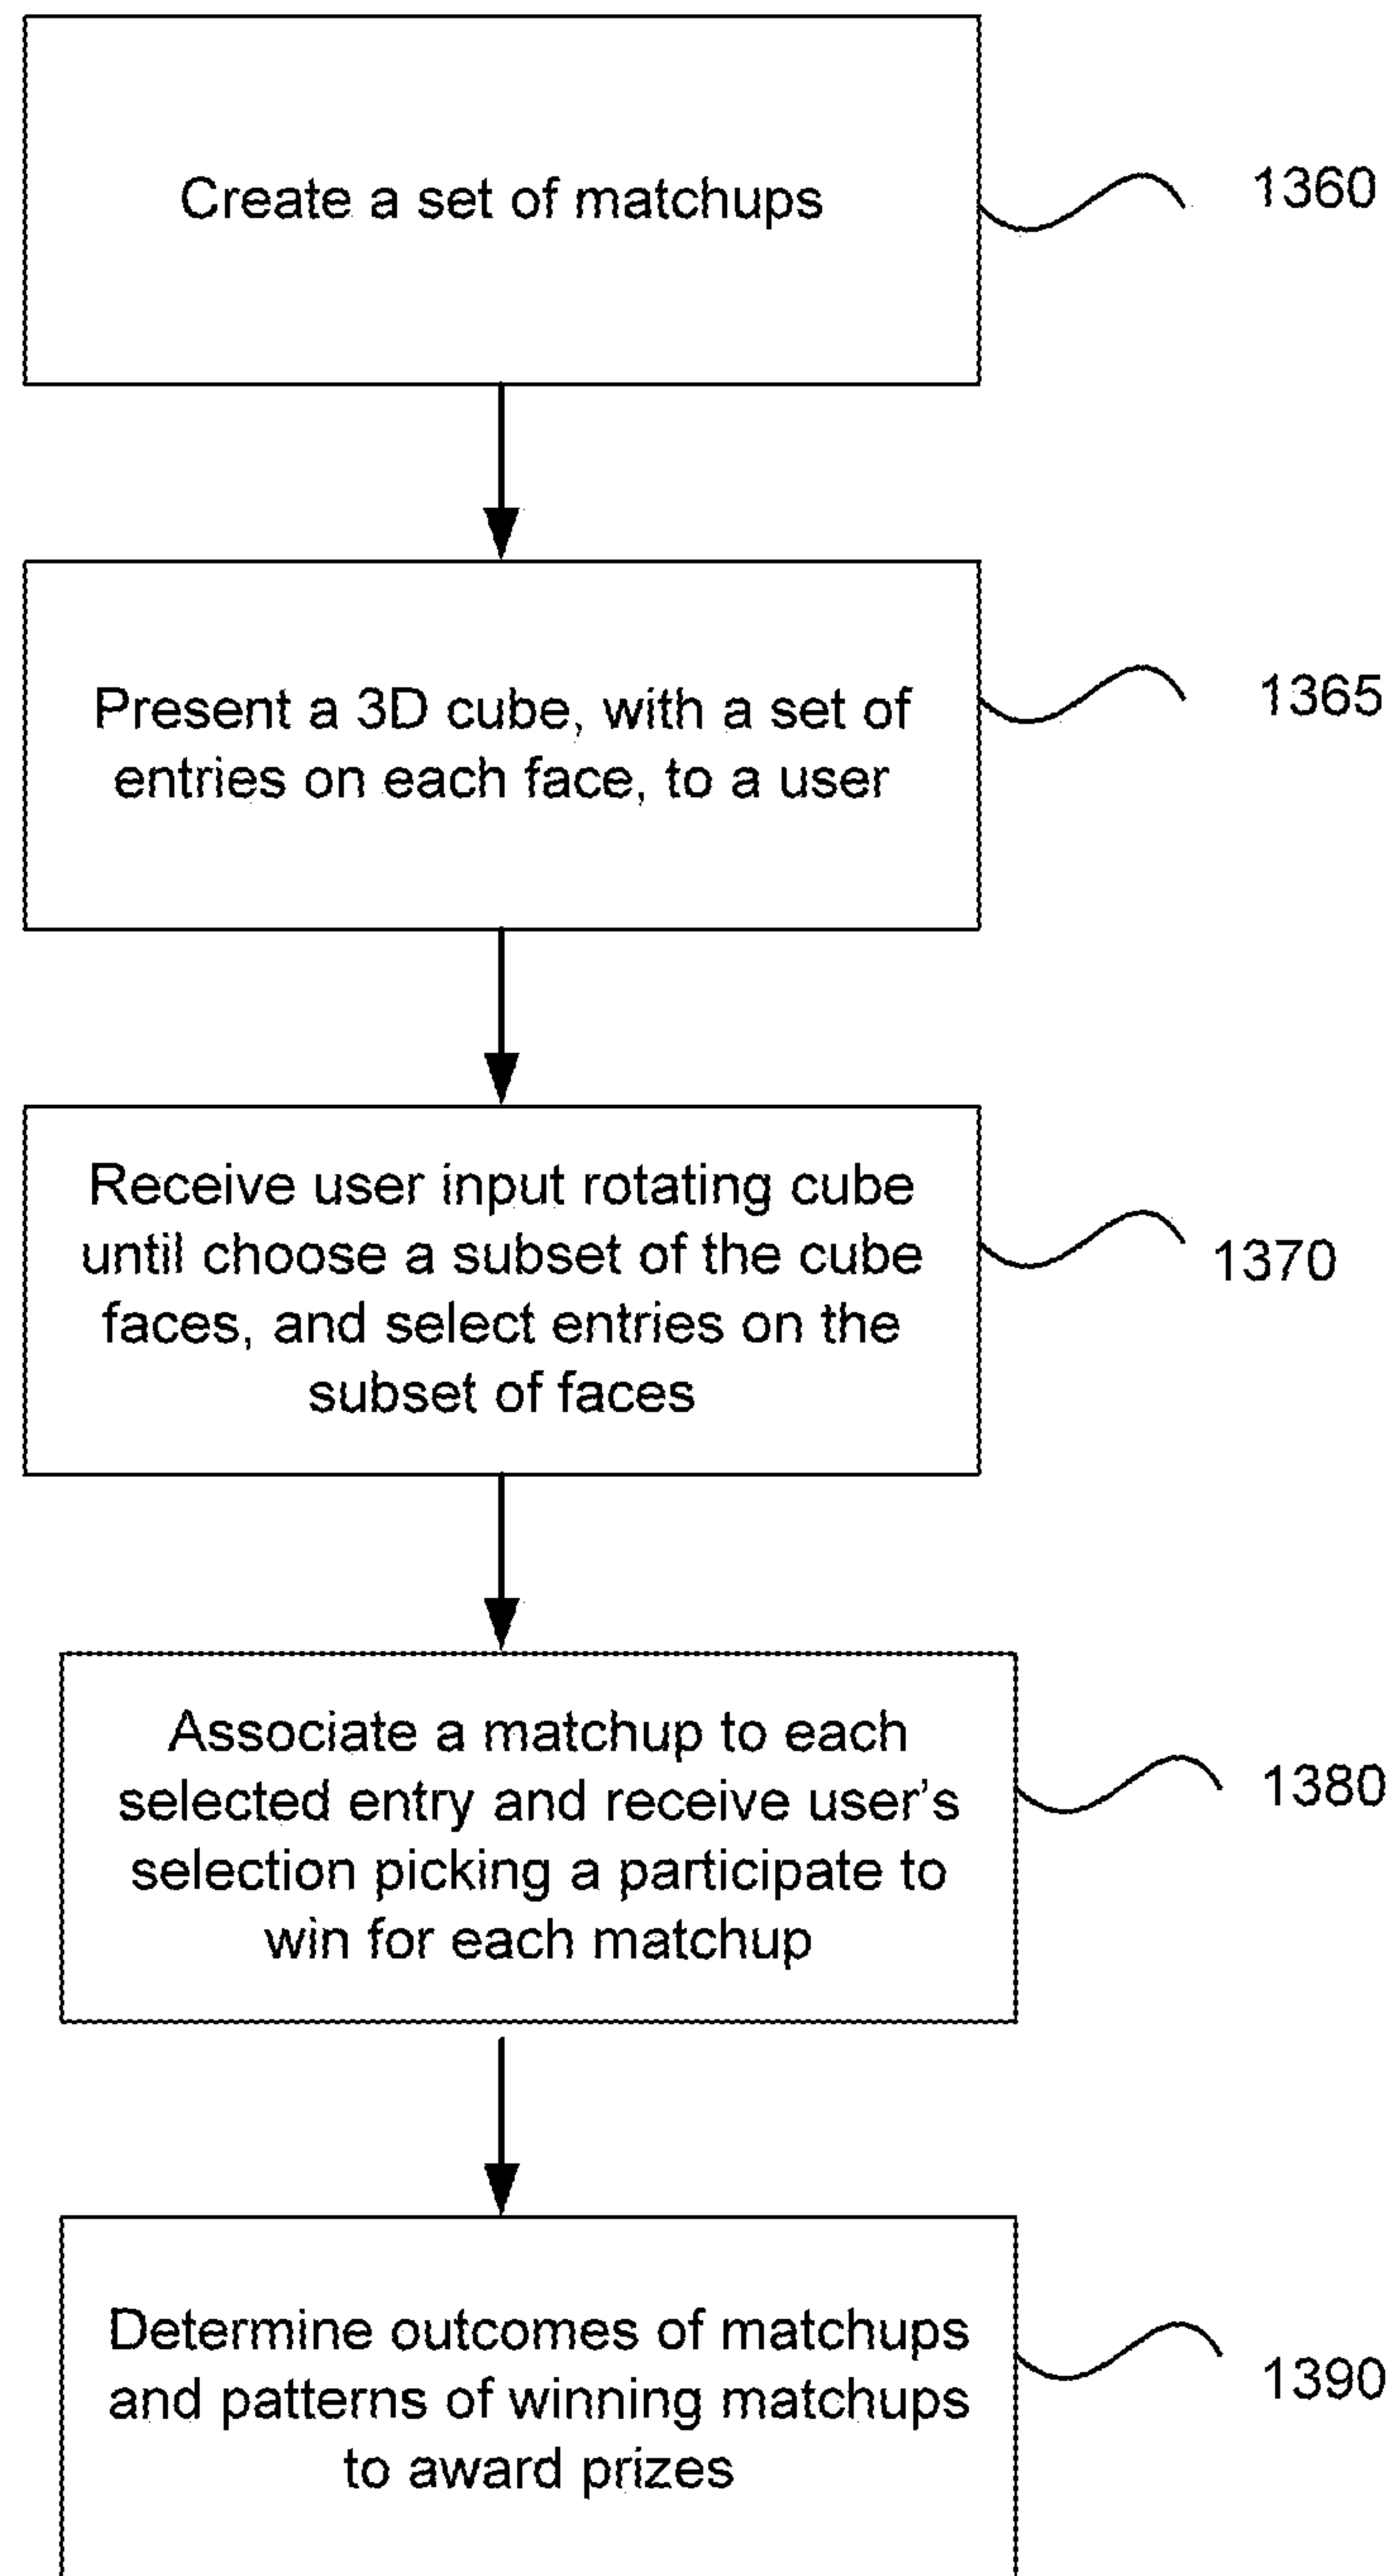 Create a set of matchups
1360
Present a 3D cube, with a set of
entries on each face, to a user
1365
Receive user input rotating cube
until choose a subset of the cube
faces, and select entries on the
subset of faces
1370
Associate a matchup to each
selected entry and receive user's
selection picking a participate to
win for each matchup
1380
Determine outcomes of matchups
and patterns of winning matchups
to award prizes
1390